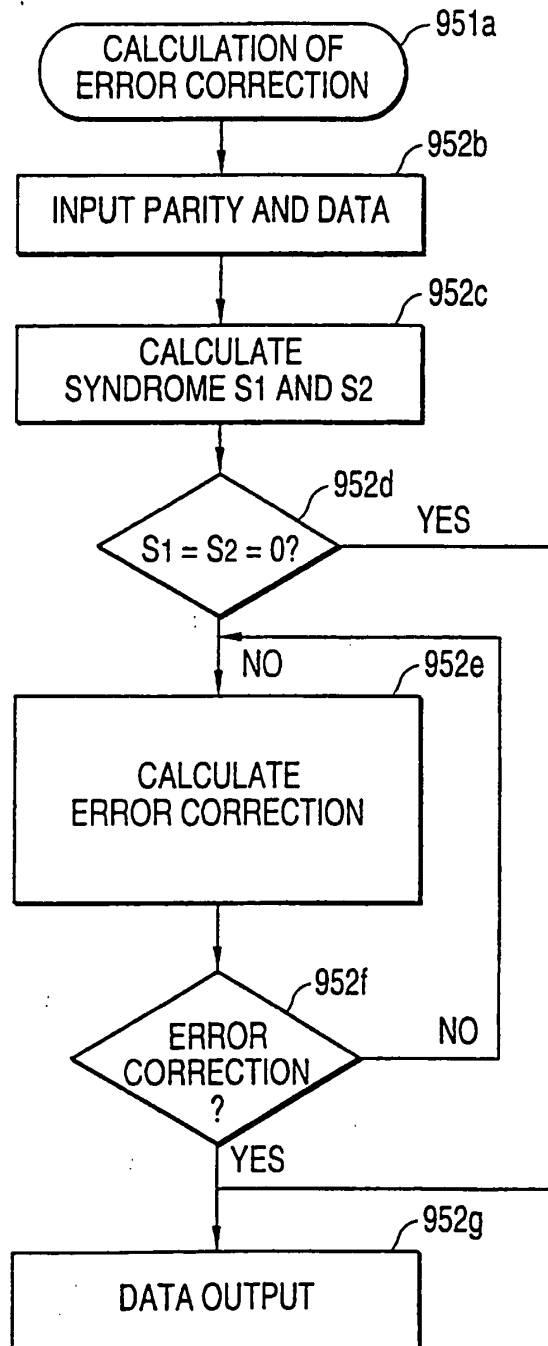 951a
CALCULATION OF
ERROR CORRECTION
952b
INPUT PARITY AND DATA
952c
CALCULATE
SYNDROME S1 AND S2
952d
YES
S1 = S2 = 0?
NO
952e
CALCULATE
ERROR CORRECTION
952f
ERROR
CORRECTION
?
NO
YES
952g
DATA OUTPUT